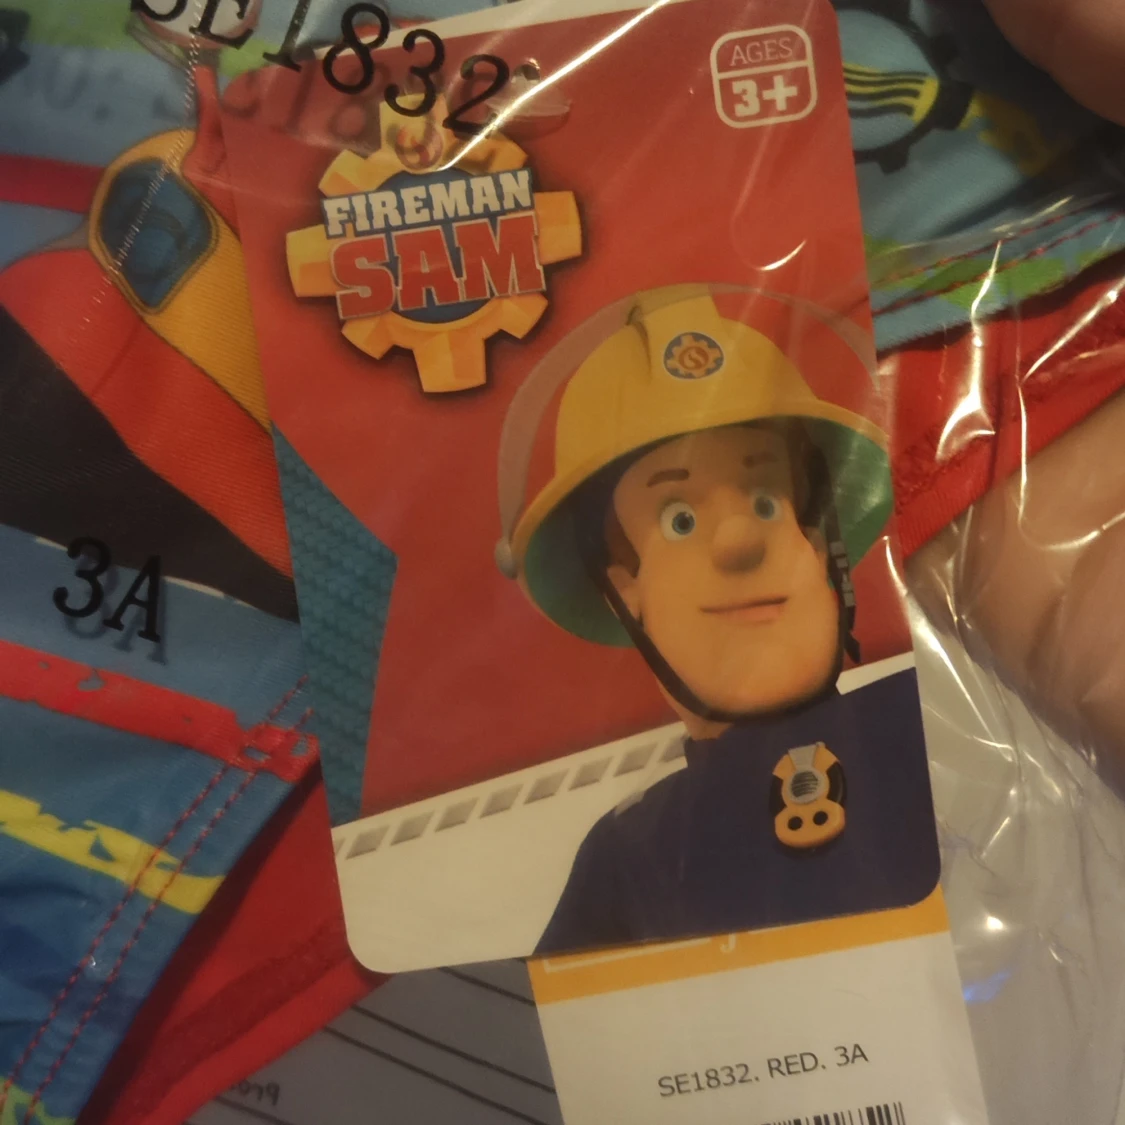 SE1832
AGES
3+
FIREMAN
SAM
3A
SE1832. RED. 3A